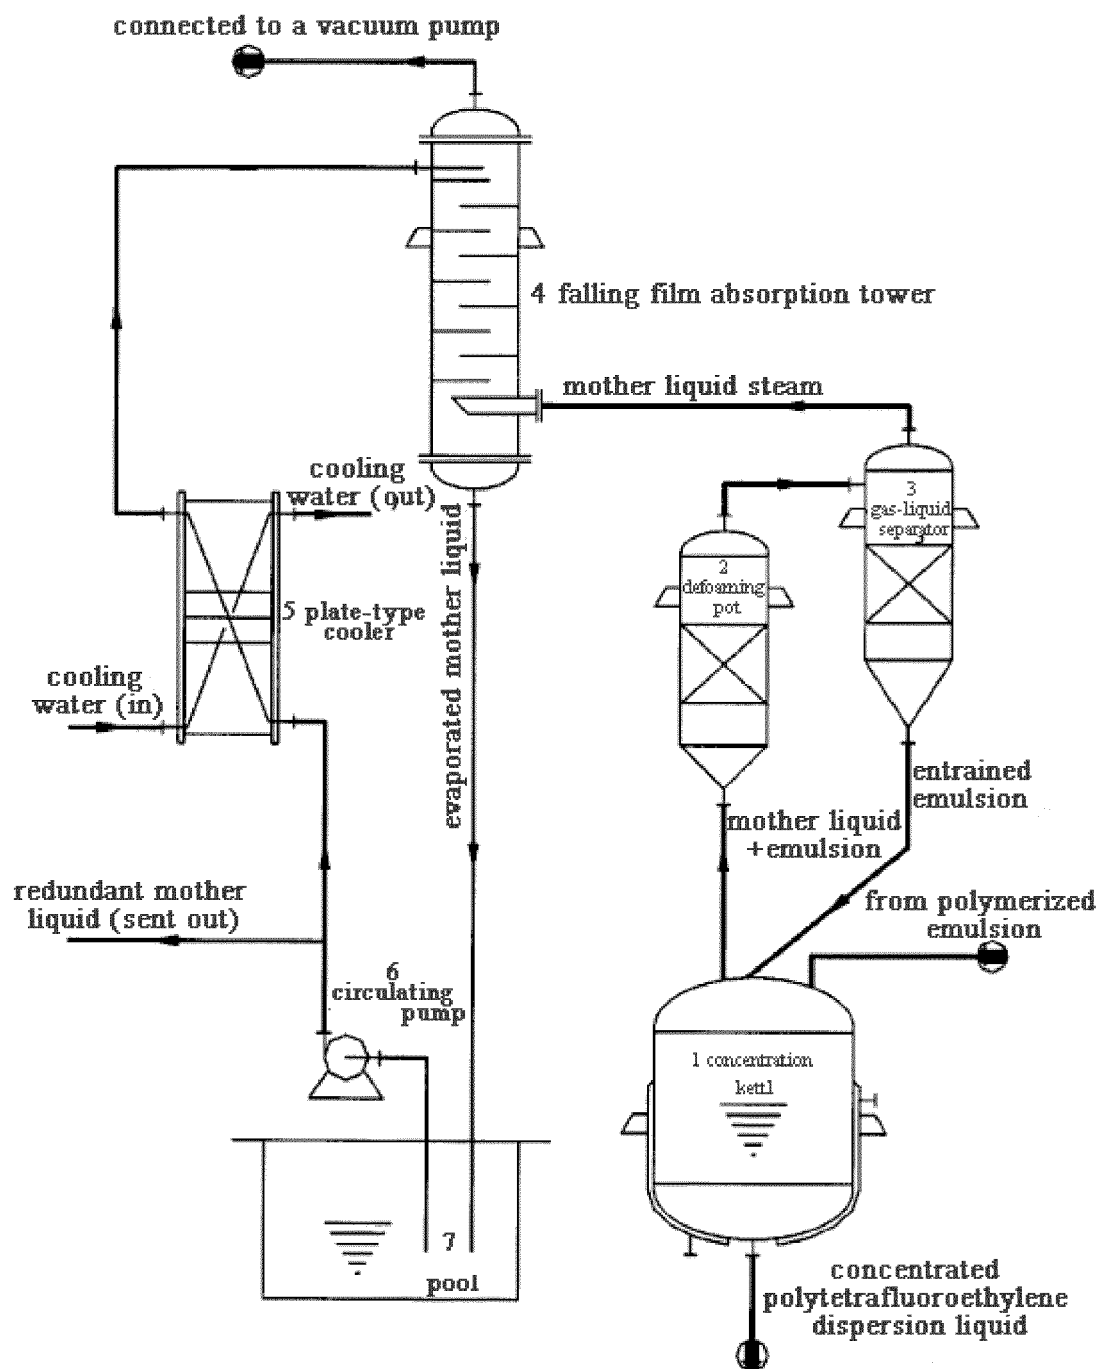 connected to a vacuum pump
4 falling film absorption tower
mother liquid steam
cooling
water (out)
3
gas-liquid
separator
3
2
defoaming
pot
5 plate-type
cooler
evaporated mother liquid
cooling
water (in)
entrained
emulsion
mother liquid
+emulsion
redundant mother
liquid (sent out)
from polymerized
emulsion
6
circulating
pump
1 concentration
kettl
7
pool
concentrated
polytetrafluoroethylene
dispersion liquid